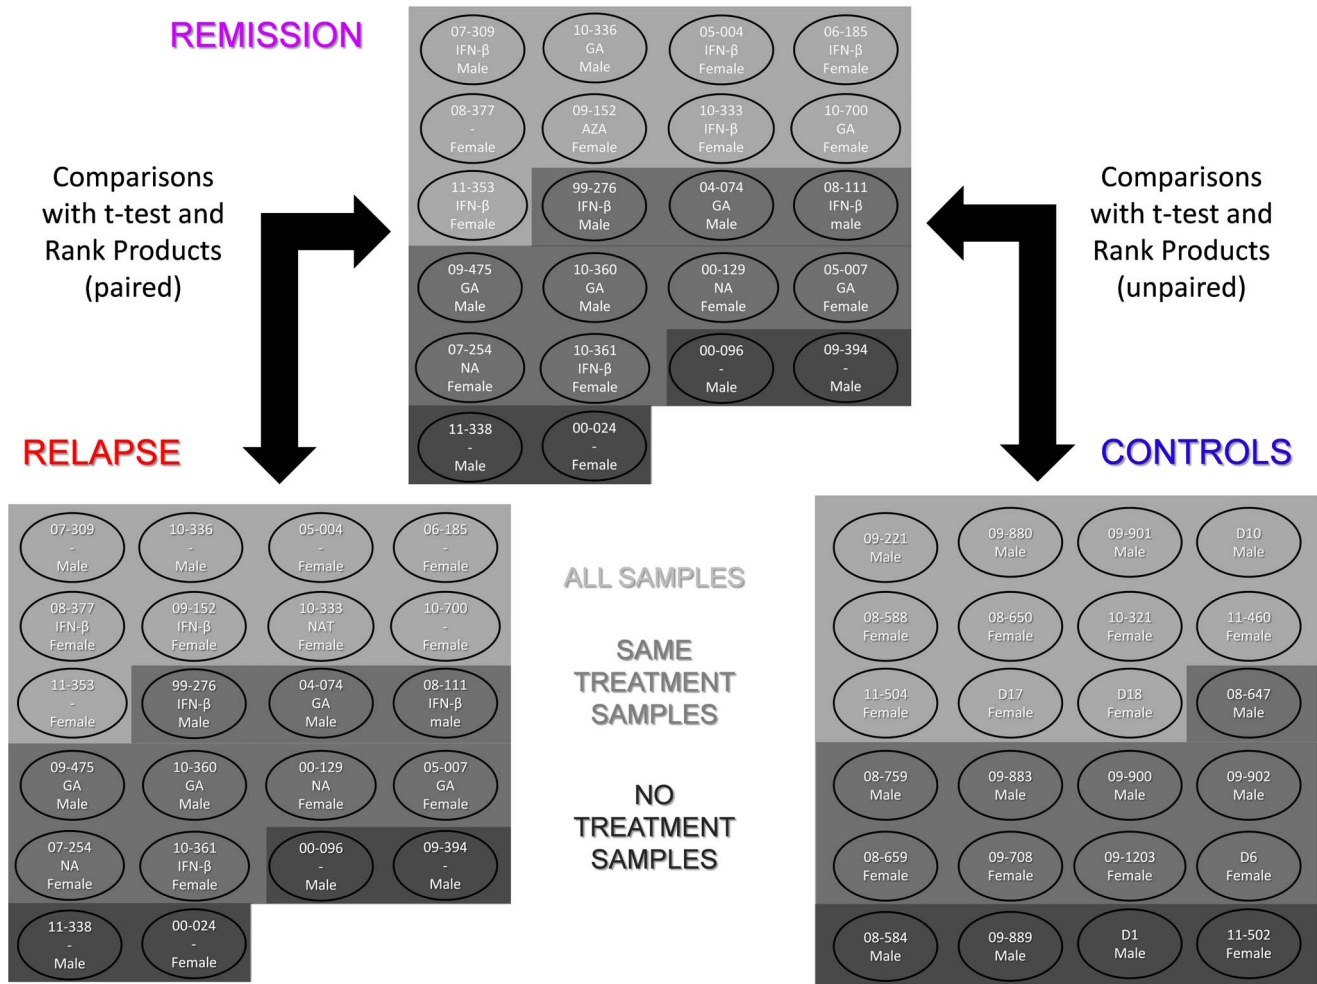 REMISSION
07-309
IFN-β
Male
10-336
GA
Male
05-004
IFN-β
Female
06-185
IFN-β
Female
08-377
-
Female
09-152
AZA
Female
10-333
IFN-β
Female
10-700
GA
Female
11-353
IFN-β
Female
99-276
IFN-β
Male
04-074
GA
Male
08-111
IFN-β
male
09-475
GA
Male
10-360
GA
Male
00-129
NA
Female
05-007
GA
Female
07-254
NA
Female
10-361
IFN-β
Female
00-096
-
Male
09-394
-
Male
11-338
-
Male
00-024
-
Female
Comparisons
with t-test and
Rank Products
(paired)
Comparisons
with t-test and
Rank Products
(unpaired)
RELAPSE
07-309
-
Male
10-336
-
Male
05-004
-
Female
06-185
-
Female
08-377
IFN-β
Female
09-152
IFN-β
Female
10-333
NAT
Female
10-700
-
Female
11-353
-
Female
99-276
IFN-β
Male
04-074
GA
Male
08-111
IFN-β
male
09-475
GA
Male
10-360
GA
Male
00-129
NA
Female
05-007
GA
Female
07-254
NA
Female
10-361
IFN-β
Female
00-096
-
Male
09-394
-
Male
11-338
-
Male
00-024
-
Female
ALL SAMPLES
SAME
TREATMENT
SAMPLES
NO
TREATMENT
SAMPLES
CONTROLS
09-221
Male
09-880
Male
09-901
Male
D10
Male
08-588
Female
08-650
Female
10-321
Female
11-460
Female
11-504
Female
D17
Female
D18
Female
08-647
Male
08-759
Male
09-883
Male
09-900
Male
09-902
Male
08-659
Female
09-708
Female
09-1203
Female
D6
Female
08-584
Male
09-889
Male
D1
Male
11-502
Female